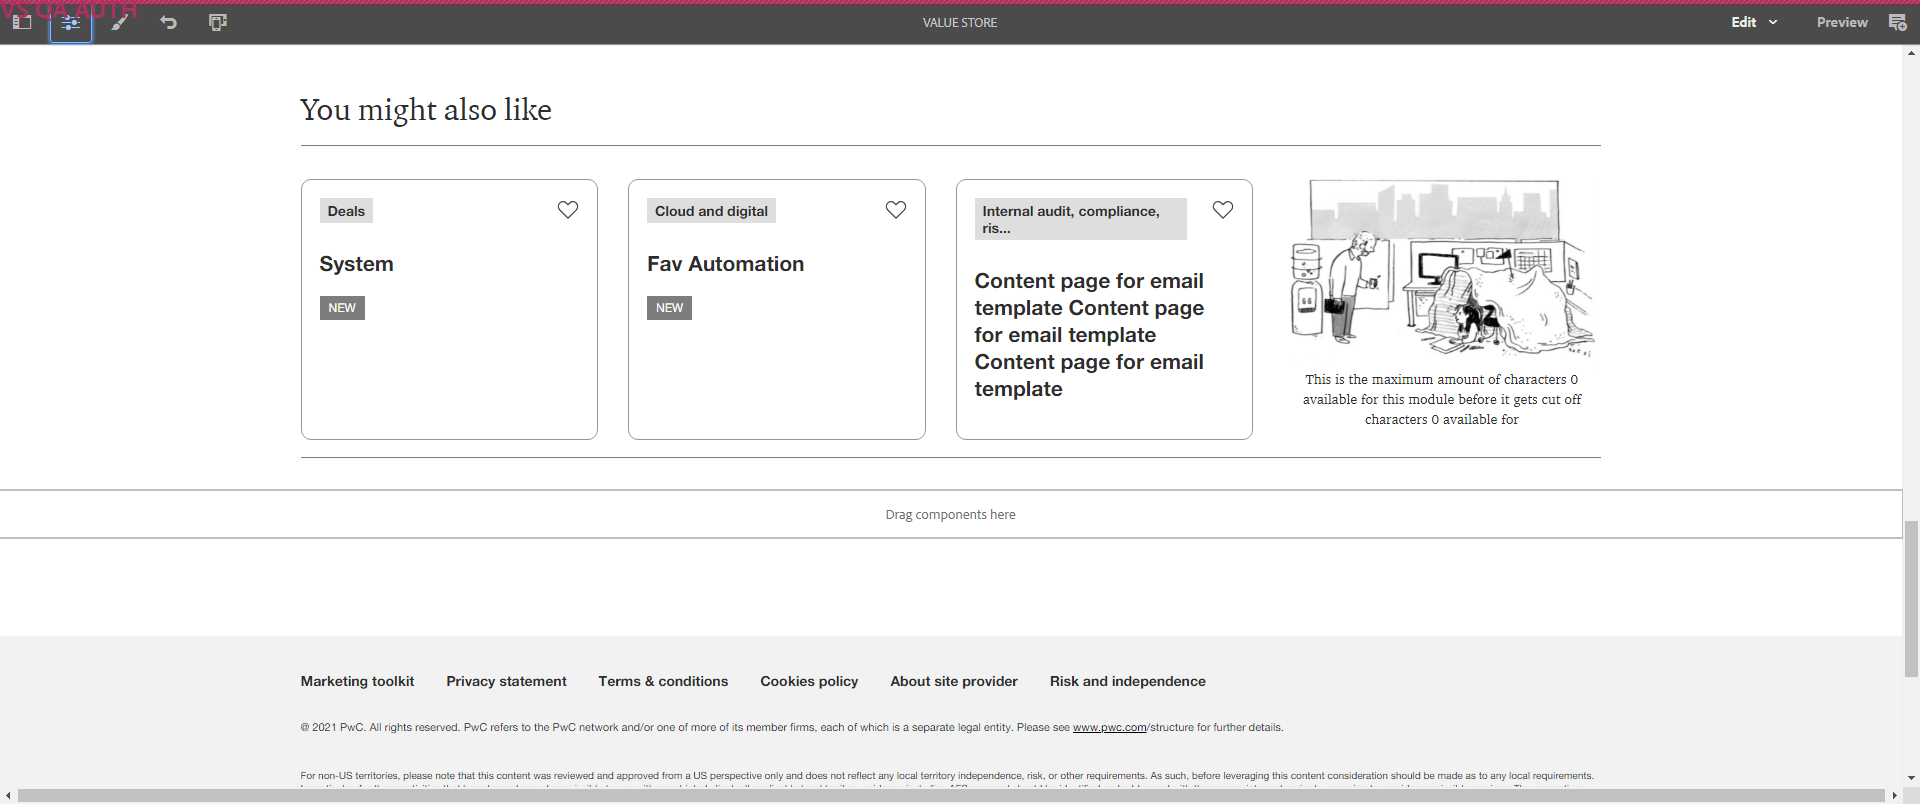 VS QA AUTH
VALUE STORE
Edit
Preview
You might also like
Deals
System
NEW
Cloud and digital
Fav Automation
NEW
Internal audit, compliance,
ris...
Content page for email
template Content page
for email template
Content page for email
template
This is the maximum amount of characters 0
available for this module before it gets cut off
characters 0 available for
Drag components here
Marketing toolkit
Privacy statement
Terms & conditions
Cookies policy
About site provider
Risk and independence
@ 2021 PwC. All rights reserved. PwC refers to the PwC network and/or one of more of its member firms, each of which is a separate legal entity. Please see www.pwc.com/structure for further details.
For non-US territories, please note that this content was reviewed and approved from a US perspective only and does not reflect any local territory independence, risk, or other requirements. As such, before leveraging this content consideration should be made as to any local requirements.